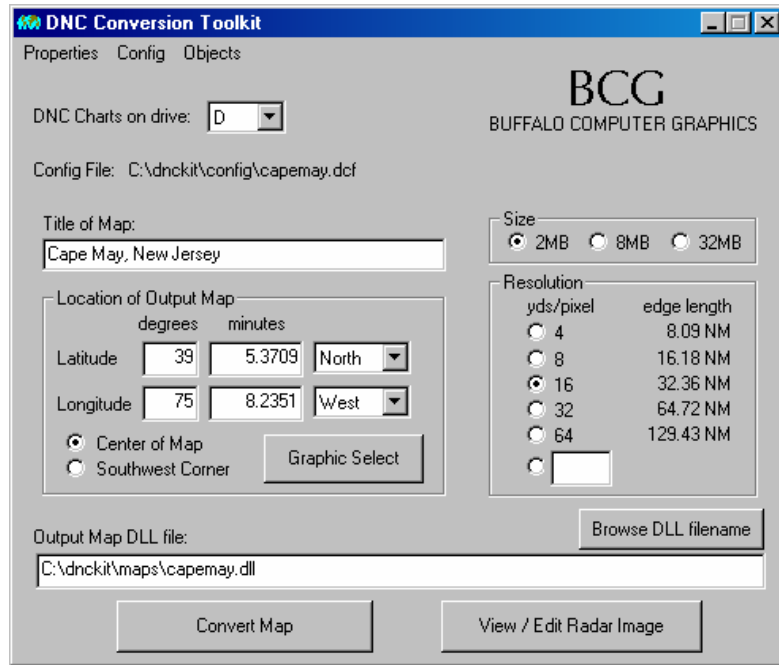 DNC Conversion Toolkit
Properties Config Objects
BCG
BUFFALO COMPUTER GRAPHICS
DNC Charts on drive: D
Config File: C:\dnckit\config\capemay.dcf
Title of Map:
Cape May, New Jersey
Size
2MB 8MB 32MB
Location of Output Map
degrees minutes
Latitude 39 5.3709 North
Longitude 75 8.2351 West
Center of Map
Southwest Corner
Graphic Select
Resolution
yds/pixel edge length
4 8.09 NM
8 16.18 NM
16 32.36 NM
32 64.72 NM
64 129.43 NM
Browse DLL filename
Output Map DLL file:
C:\dnckit\maps\capemay.dll
Convert Map
View / Edit Radar Image